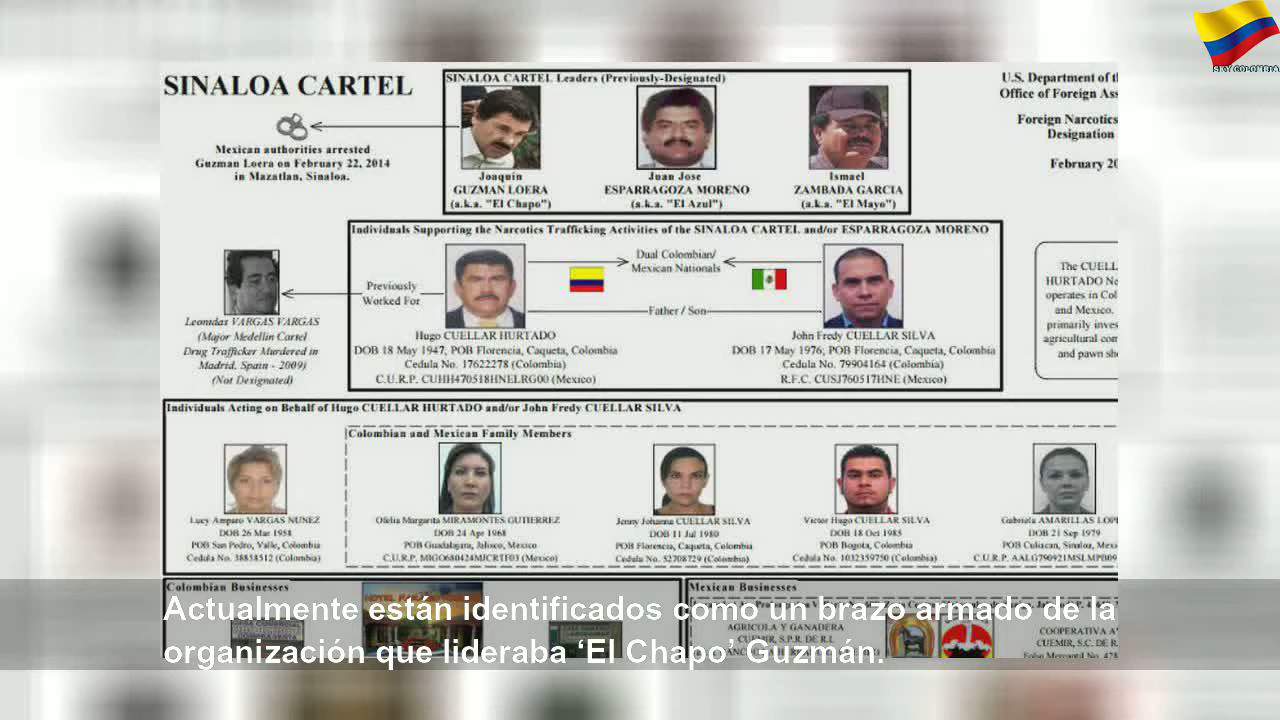 SKY COLOMBIA
SINALOA CARTEL
Mexican authorities arrested
Guzman Loera on February 22, 2014
in Mazatlan, Sinaloa.
SINALOA CARTEL Leaders (Previously-Designated)
Joaquin
GUZMAN LOERA
(a.k.a. "El Chapo")
Juan Jose
ESPARRAGOZA MORENO
(a.k.a. "El Azul")
Ismael
ZAMBADA GARCIA
(a.k.a. "El Mayo")
U.S. Department of
Office of Foreign
Foreign Narcotics
Designation
February 20
Individuals Supporting the Narcotics Trafficking Activities of the SINALOA CARTEL and/or ESPARRAGOZA MORENO
Leonidas VARGAS VARGAS
(Major Medellin Cartel
Drug Trafficker Murdered in
Madrid, Spain - 2009)
(Not Designated)
Previously
Worked For
Dual Colombian/
Mexican Nationals
Father / Son
Hugo CUELLAR HURTADO
DOB 18 May 1947; POB Florencia, Caqueta, Colombia
Cedula No. 17622278 (Colombia)
C.U.R.P. CUHH470518HNELRG00 (Mexico)
John Fredy CUELLAR SILVA
DOB 17 May 1976; POB Florencia, Caqueta, Colombia
Cedula No. 79904164 (Colombia)
R.F.C. CUSJ760517HNE (Mexico)
The CUELL
HURTADO
operates in Col
and Mexico.
primarily inves
agricultural com
and pawn sh
Individuals Acting on Behalf of Hugo CUELLAR HURTADO and/or John Fredy CUELLAR SILVA
Colombian and Mexican Family Members
Lucy Amparo VARGAS NUNEZ
DOB 26 Mar 1958
POB San Pedro, Valle, Colombia
Cedula No. 38858512 (Colombia)
Ofelia Margarita MIRAMONTES GUTIERREZ
DOB 24 Apr 1968
POB Guadalajara, Jalisco, Mexico
C.U.R.P. MIGO680424MJCRTF03 (Mexico)
Jenny Johanna CUELLAR SILVA
DOB 11 Jul 1980
POB Florencia, Caqueta, Colombia
Cedula No. 52708729 (Colombia)
Victor Hugo CUELLAR SILVA
DOB 18 Oct 1985
POB Bogota, Colombia
Cedula No. 1032359750 (Colombia)
Gabriela AMARILLAS LOP
DOB 21 Sep 1979
POB Culiacan, Sinaloa, Mex
C.U.R.P. AALG790921MSLMPB09
Colombian Businesses
Mexican Businesses
AGRICOLA Y GANADERA
CUEMIR, S.P.R. DE R.I.
COOPERATIVA
CUEMIR, S.C. DE R.
Folio Mercantil No.
Actualmente están identificados como un brazo armado de la
organización que lideraba ‘El Chapo’ Guzmán.